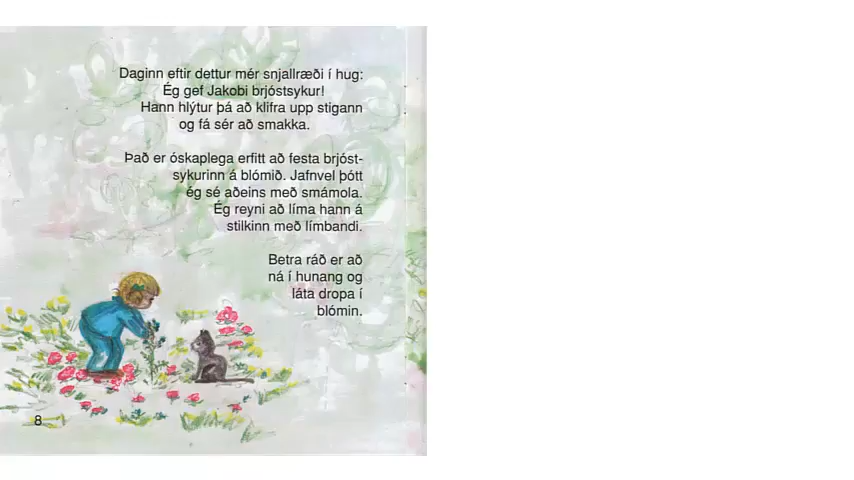 Daginn eftir dettur mér snjallræði í hug:
Ég gef Jakobi brjóstsykur!
Hann hlýtur þá að klifra upp stigann
og fá sér að smakka.
Það er óskaplega erfitt að festa brjóst-
sykurinn á blómið. Jafnvel þótt
ég sé aðeins með smámola.
Ég reyni að líma hann á
stilkinn með límbandi.
Betra ráð er að
ná í hunang og
láta dropa í
blómin.
8